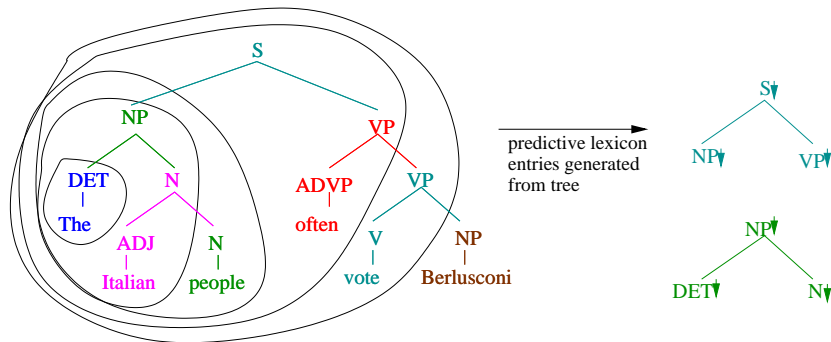 S
NP VP
DET N ADVP VP
The often
ADJ N V NP
Italian people vote Berlusconi
predictive lexicon
entries generated
from tree
S↓
NP↓ VP↓
NP↓
DET↓ N↓